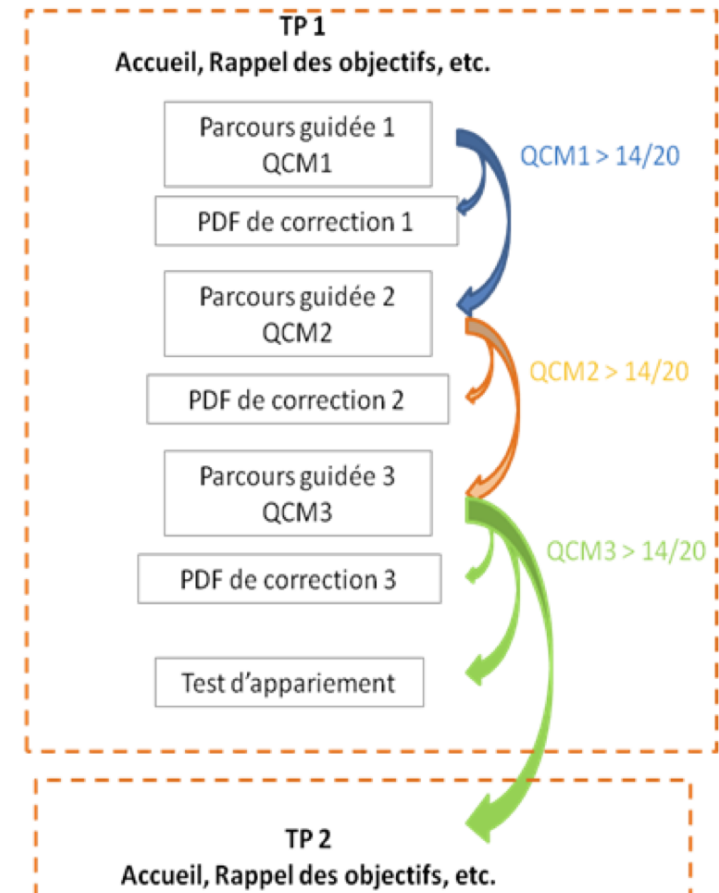 TP 1
Accueil, Rappel des objectifs, etc.
Parcours guidée 1
QCM1
QCM1 > 14/20
PDF de correction 1
Parcours guidée 2
QCM2
QCM2 > 14/20
PDF de correction 2
Parcours guidée 3
QCM3
QCM3 > 14/20
PDF de correction 3
Test d'appariement
TP 2
Accueil, Rappel des objectifs, etc.